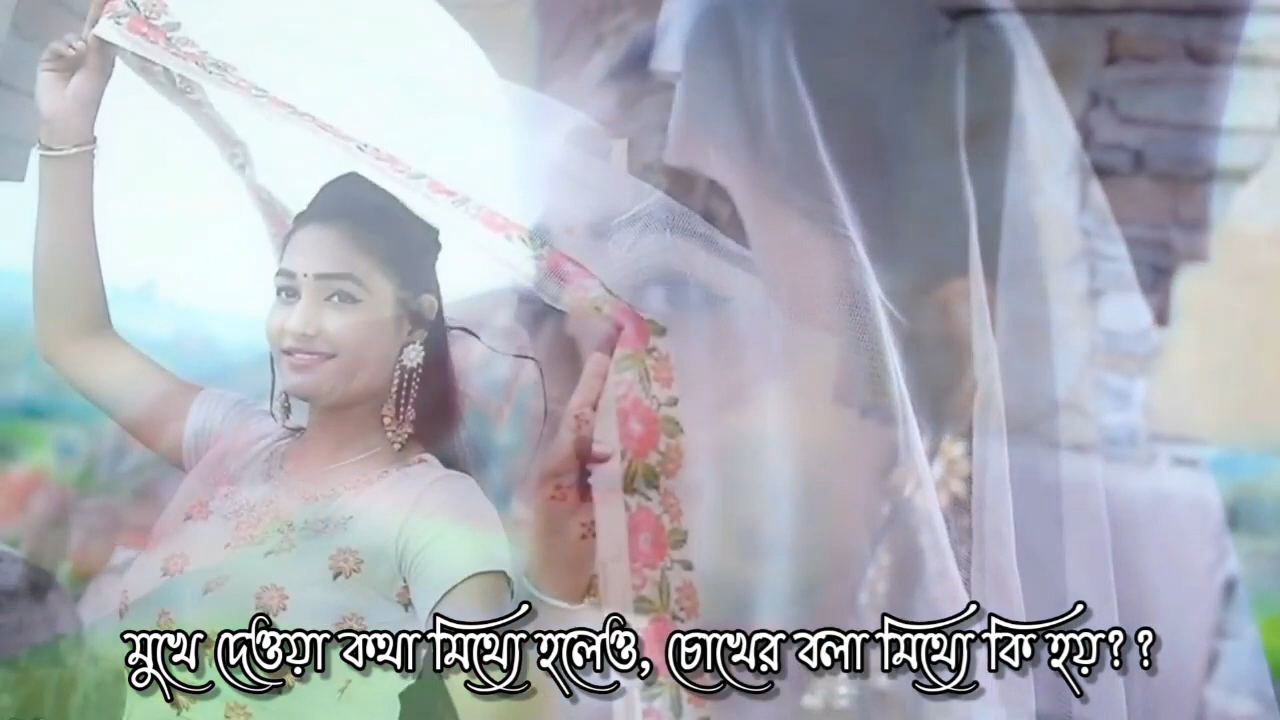 মুখে দেওয়া কথা মিথ্যে হলেও, চোখের বলা মিথ্যে কি হয়??